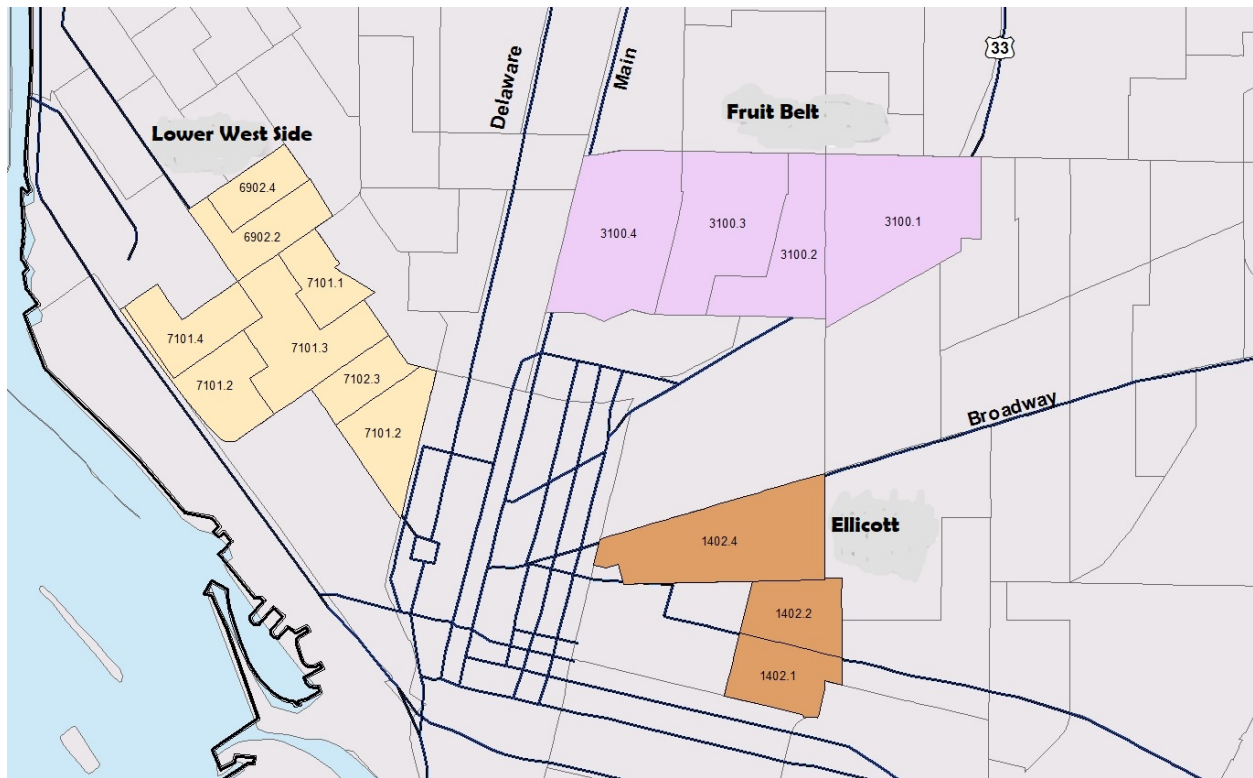 Delaware
Main
33
Fruit Belt
Lower West Side
6902.4
6902.2
3100.4
3100.3
3100.2
3100.1
7101.1
7101.4
7101.3
7101.2
7102.3
7101.2
Broadway
Ellicott
1402.4
1402.2
1402.1